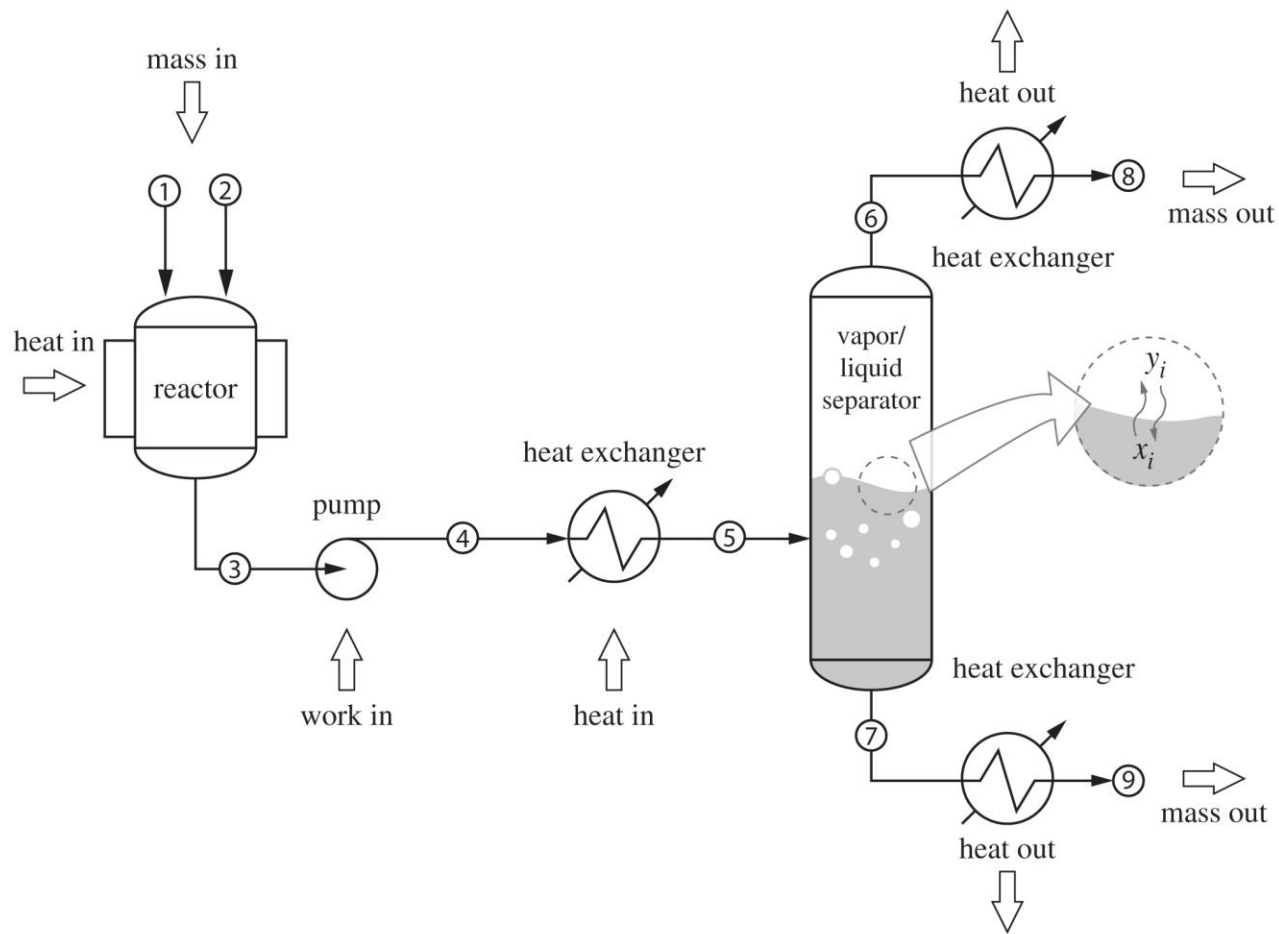 mass in
1
2
heat in
reactor
3
pump
work in
4
heat exchanger
heat in
5
vapor/
liquid
separator
6
heat out
heat exchanger
8
mass out
y_i
x_i
7
heat exchanger
9
mass out
heat out